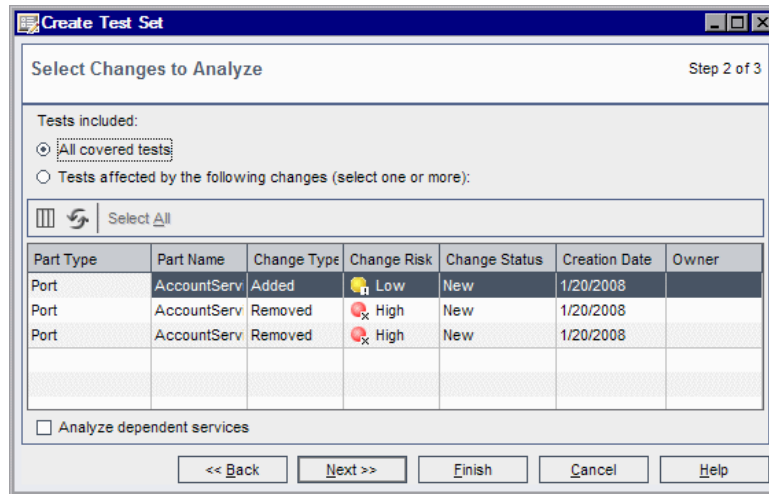 Create Test Set
Select Changes to Analyze
Step 2 of 3
Tests included:
All covered tests
Tests affected by the following changes (select one or more):
Select All
Part Type Part Name Change Type Change Risk Change Status Creation Date Owner
Port AccountServi Added Low New 1/20/2008
Port AccountServi Removed High New 1/20/2008
Port AccountServi Removed High New 1/20/2008
Analyze dependent services
<< Back Next >> Finish Cancel Help